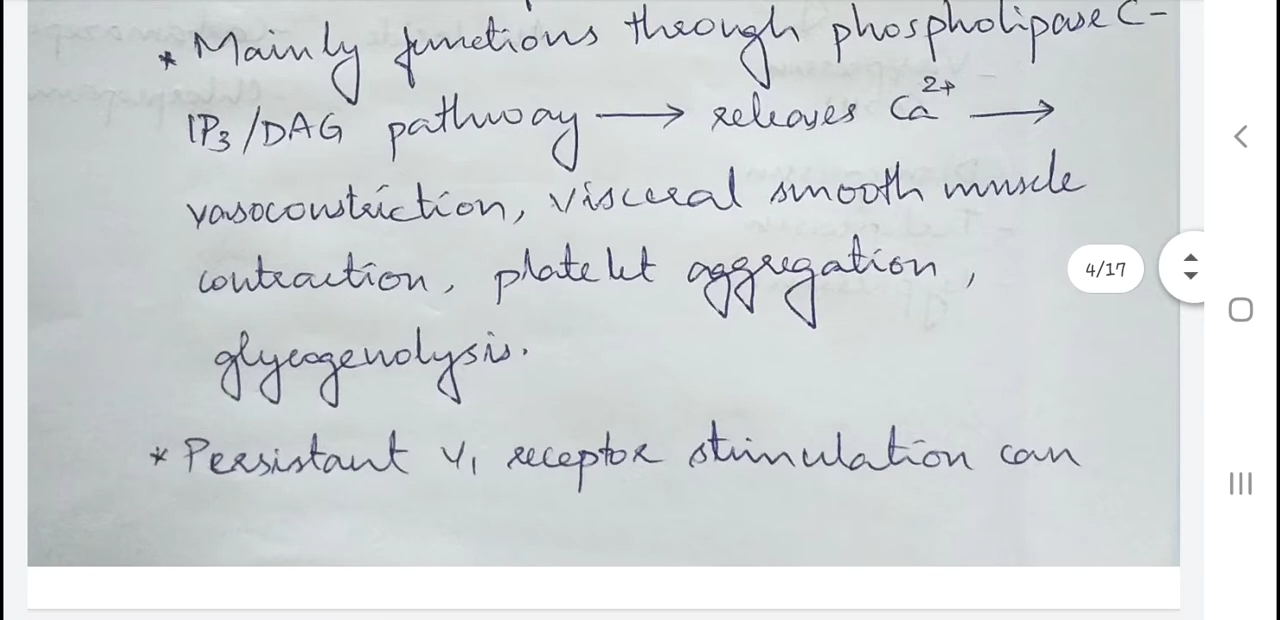 * Mainly functions through phospholipase C-
IP3/DAG pathway → releases Ca2+ →
vasoconstriction, visceral smooth muscle
contraction, platelet aggregation,
glycogenolysis.
4/17
* Persistant V1 receptor stimulation can